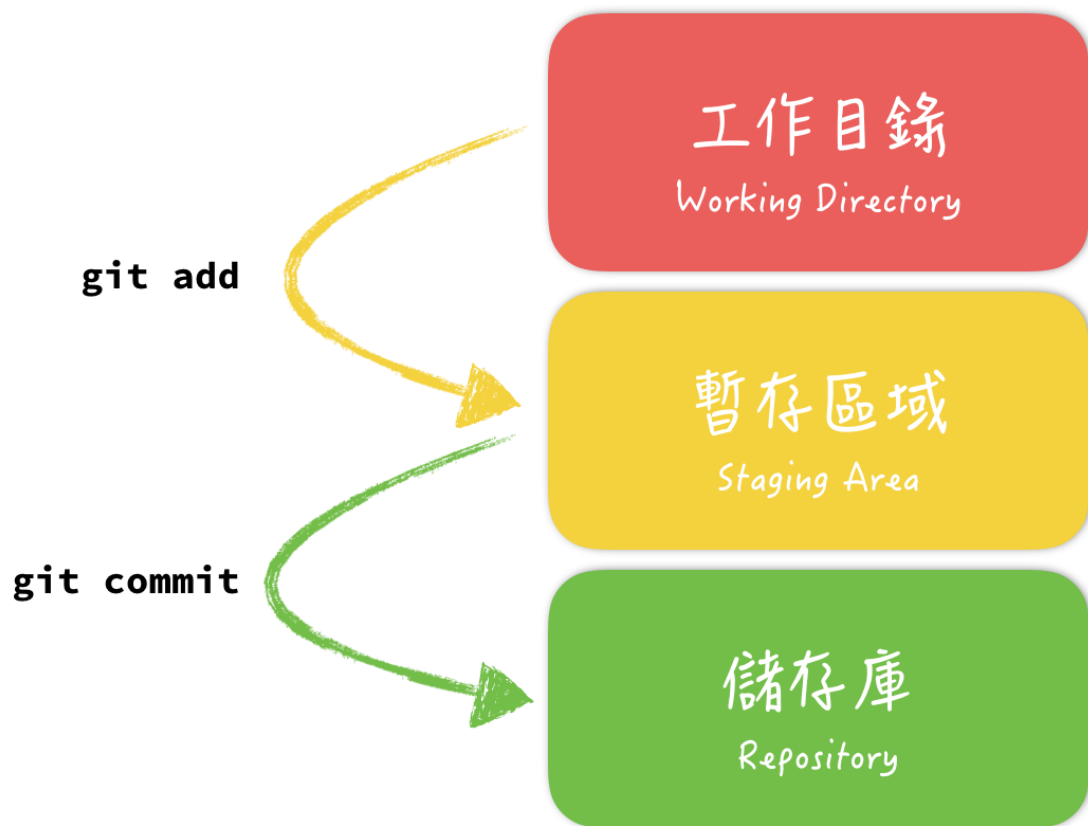 工作目錄
Working Directory
git add
暫存區域
Staging Area
git commit
儲存庫
Repository